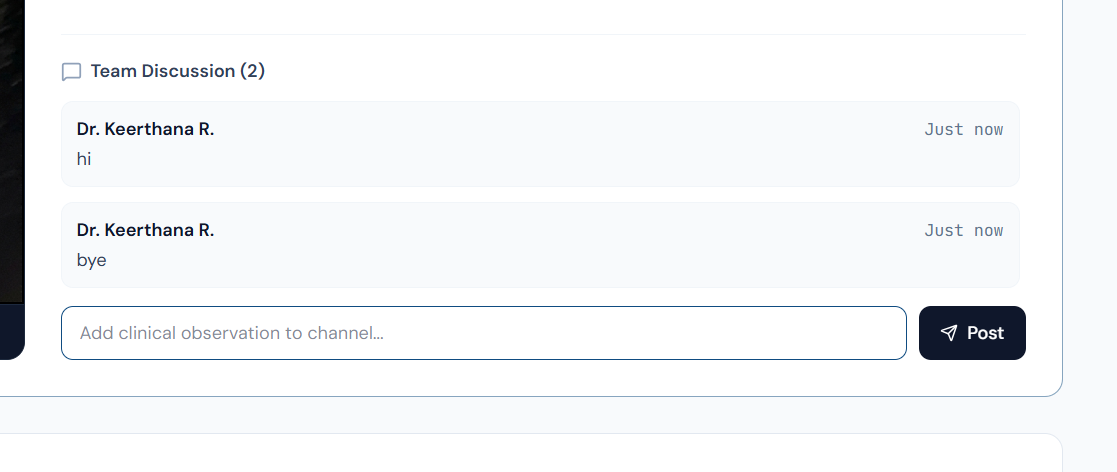 Team Discussion (2)
Dr. Keerthana R. Just now
hi
Dr. Keerthana R. Just now
bye
Add clinical observation to channel...
Post